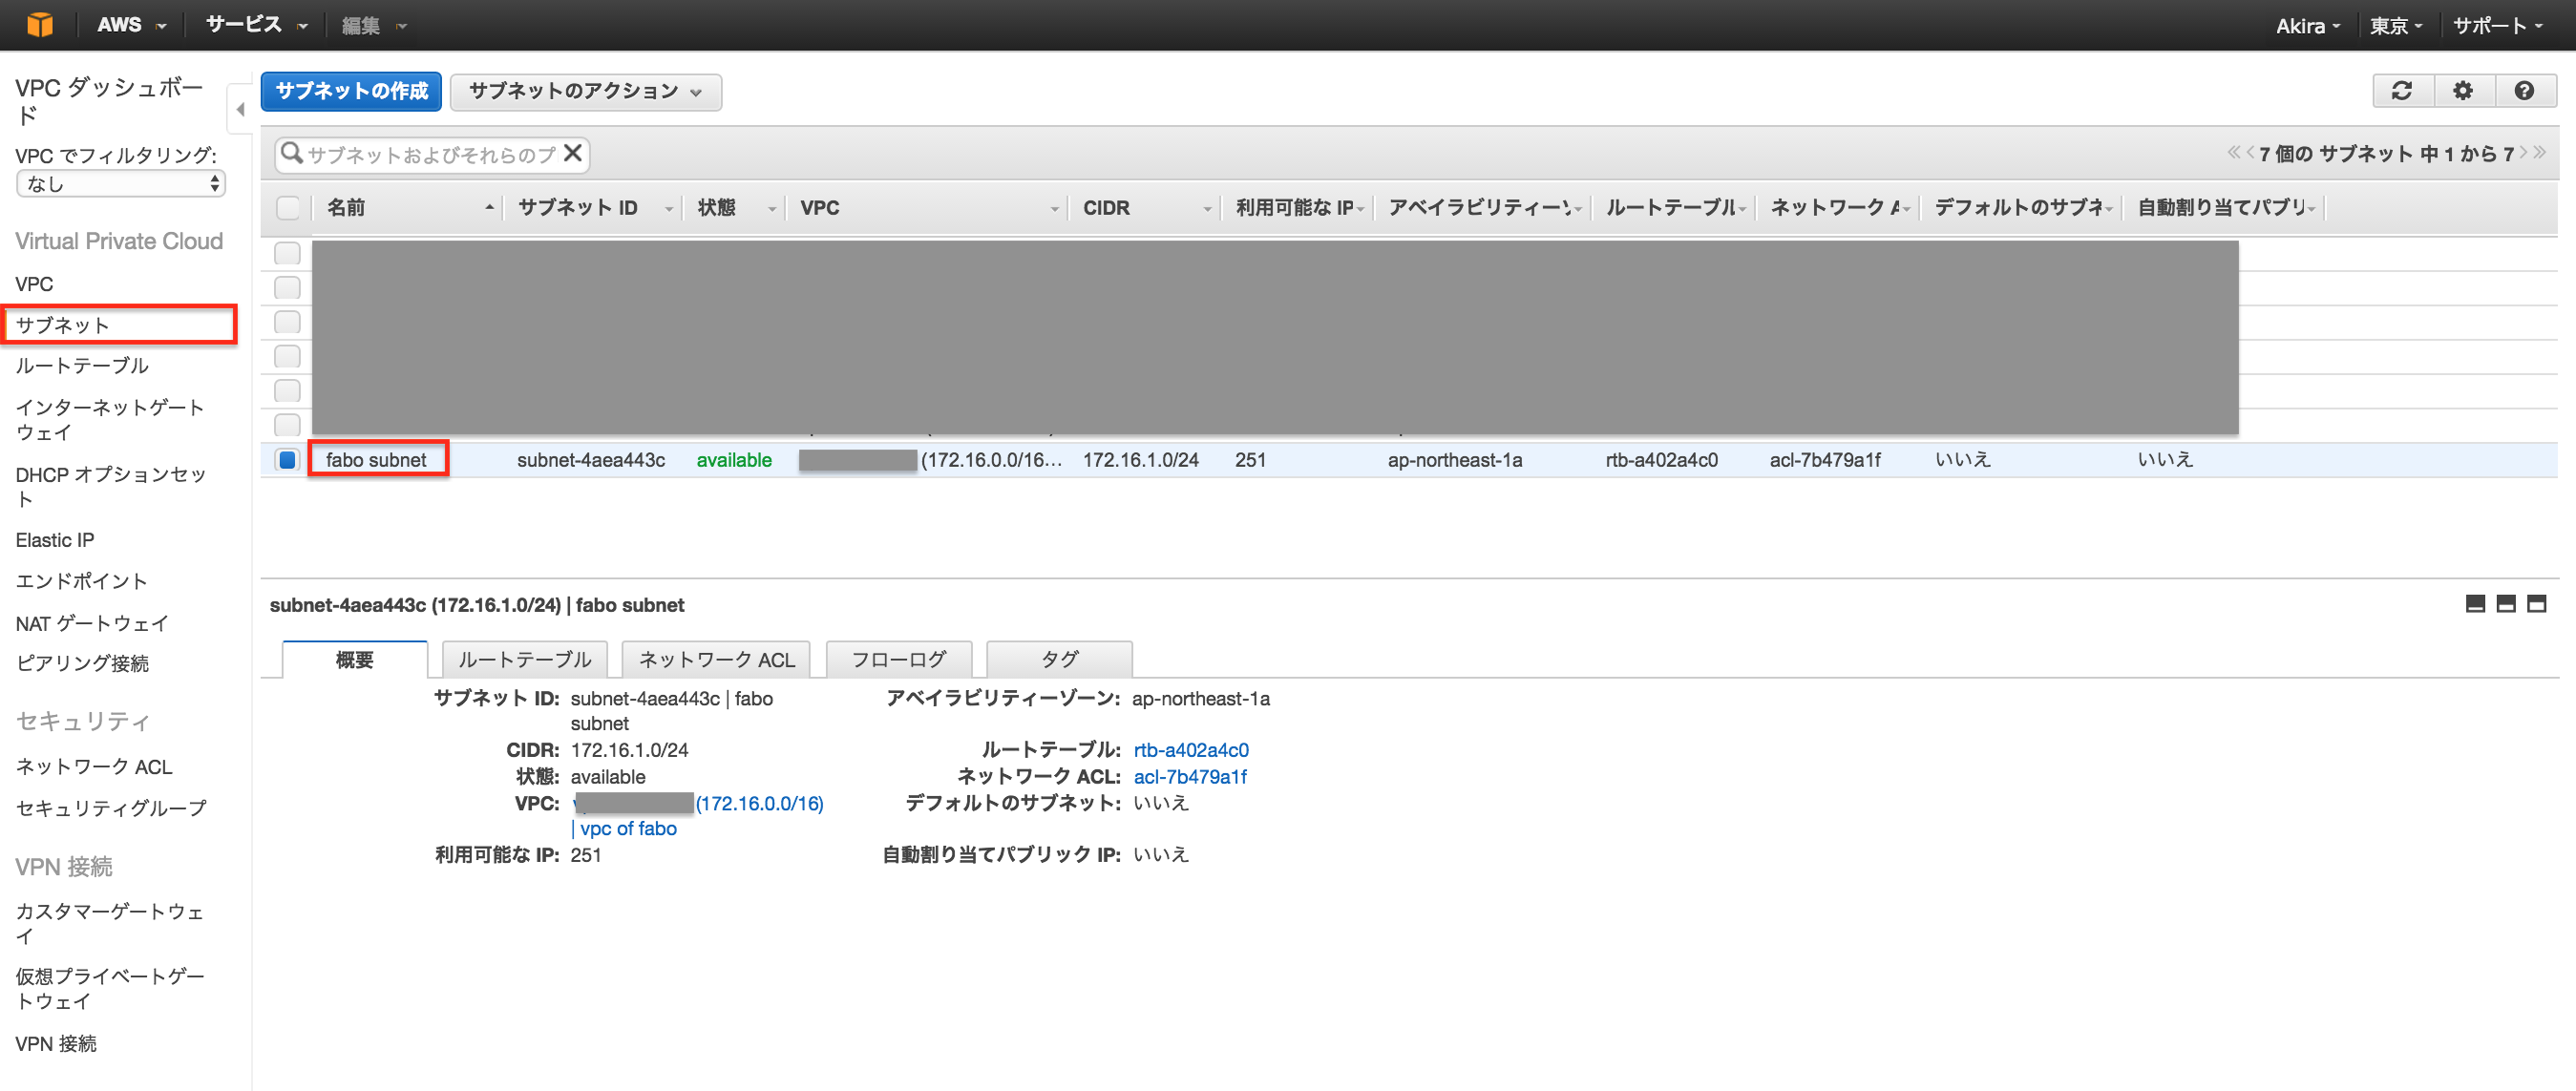 AWS サービス 編集 Akira 東京 サポート
VPC ダッシュボー
ド
サブネットの作成 サブネットのアクション
VPC でフィルタリング:
なし
サブネットおよびそれらのプ
7 個の サブネット 中 1 から 7
名前 サブネット ID 状態 VPC CIDR 利用可能な IP アベイラビリティーゾ ルートテーブル ネットワーク A デフォルトのサブネ 自動割り当てパブリ
Virtual Private Cloud
VPC
サブネット
ルートテーブル
インターネットゲート
ウェイ
DHCP オプションセッ
ト
Elastic IP
エンドポイント
NAT ゲートウェイ
ピアリング接続
セキュリティ
ネットワーク ACL
セキュリティグループ
VPN 接続
カスタマーゲートウェ
イ
仮想プライベートゲー
トウェイ
VPN 接続
fabo subnet subnet-4aea443c available (172.16.0.0/16... 172.16.1.0/24 251 ap-northeast-1a rtb-a402a4c0 acl-7b479a1f いいえ いいえ
subnet-4aea443c (172.16.1.0/24) | fabo subnet
概要 ルートテーブル ネットワーク ACL フローログ タグ
サブネット ID: subnet-4aea443c | fabo
subnet
CIDR: 172.16.1.0/24
状態: available
VPC: (172.16.0.0/16)
| vpc of fabo
利用可能な IP: 251
アベイラビリティーゾーン: ap-northeast-1a
ルートテーブル: rtb-a402a4c0
ネットワーク ACL: acl-7b479a1f
デフォルトのサブネット: いいえ
自動割り当てパブリック IP: いいえ